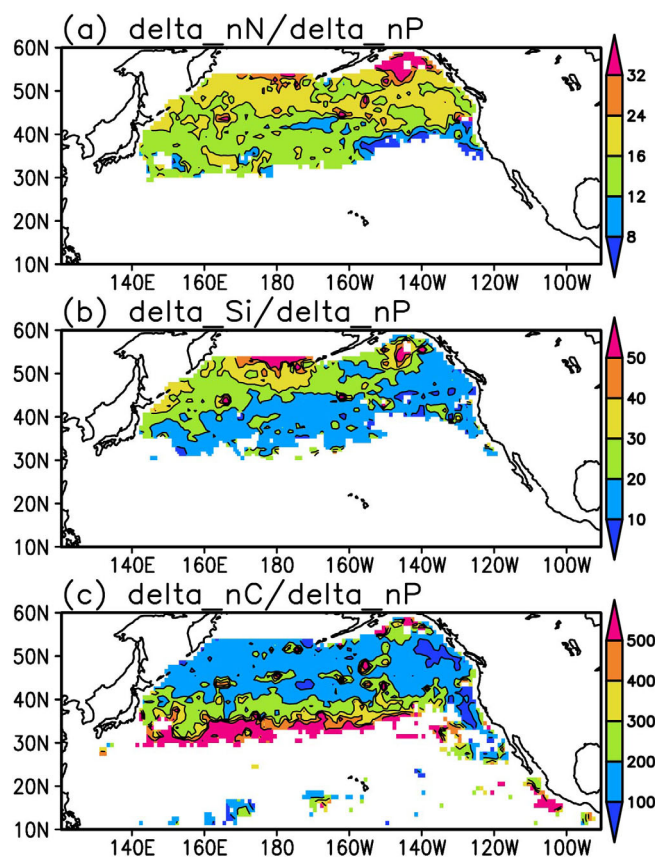 (a) delta_nN/delta_nP
60N
50N
40N
30N
20N
10N
140E 160E 180 160W 140W 120W 100W
32
24
16
12
8
(b) delta_Si/delta_nP
60N
50N
40N
30N
20N
10N
140E 160E 180 160W 140W 120W 100W
50
40
30
20
10
(c) delta_nC/delta_nP
60N
50N
40N
30N
20N
10N
140E 160E 180 160W 140W 120W 100W
500
400
300
200
100